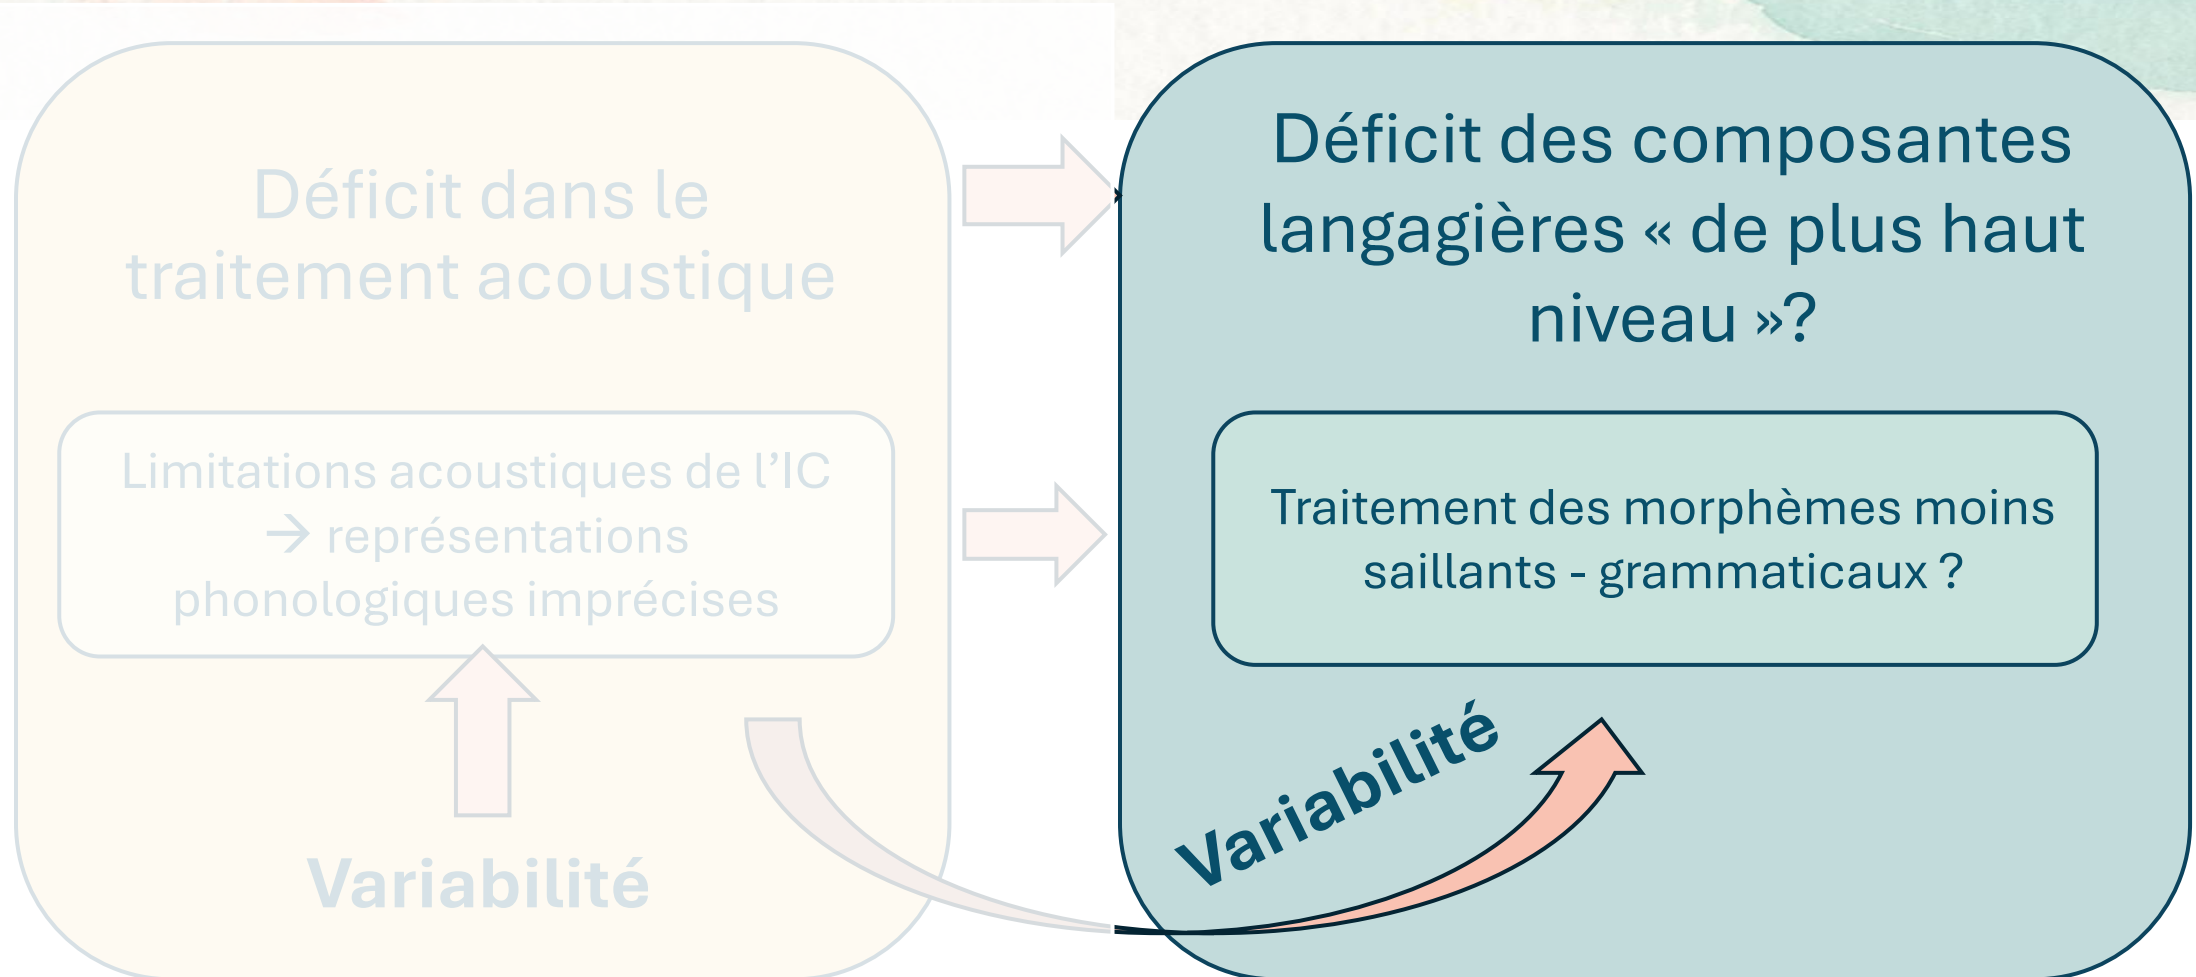 Déficit dans le
traitement acoustique
Limitations acoustiques de l’IC
→ représentations
phonologiques imprécises
Variabilité
Déficit des composantes
langagières « de plus haut
niveau »?
Traitement des morphèmes moins
saillants - grammaticaux ?
Variabilité